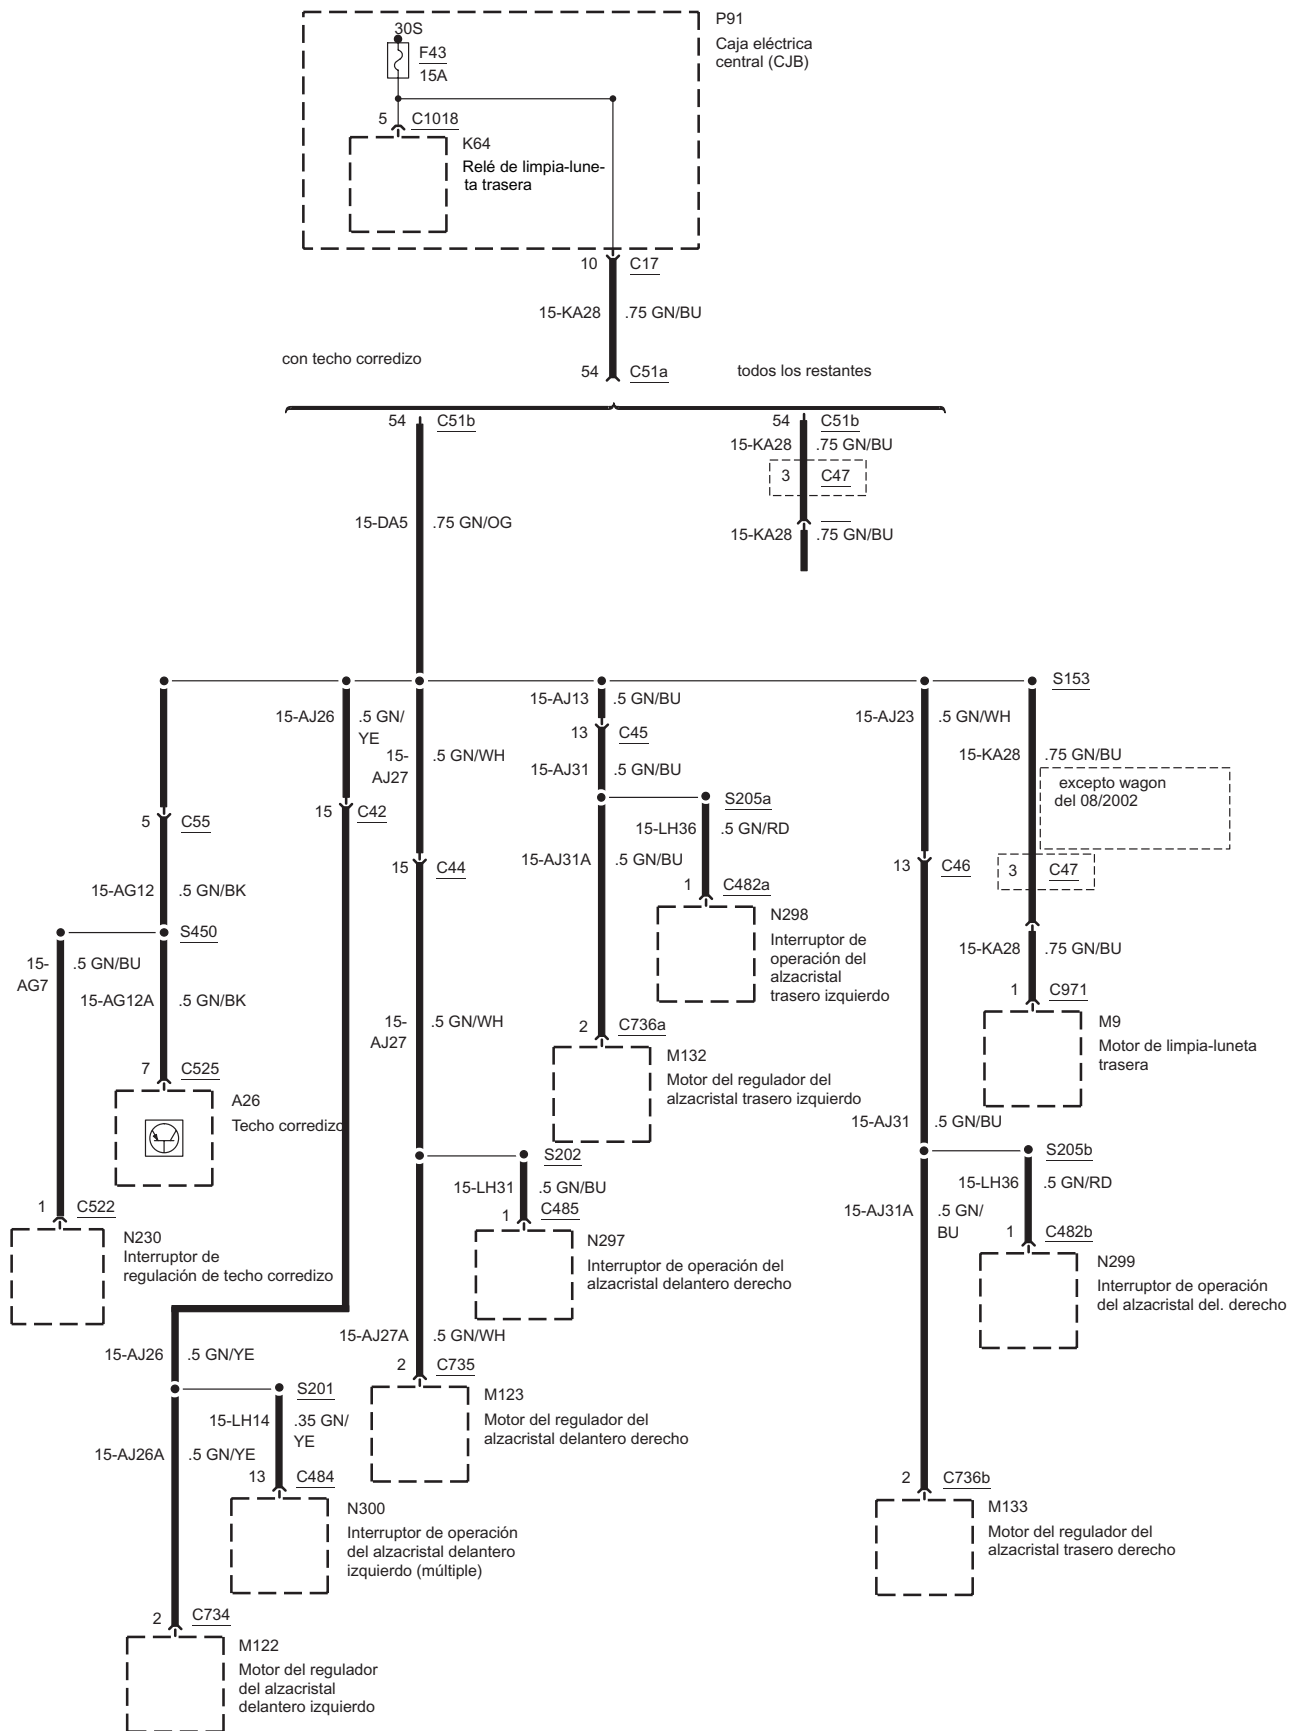 P91
30S
Caja eléctrica
central (CJB)
F43
15A
5 C1018
K64
Relé de limpia-lune-
ta trasera
10 C17
15-KA28 .75 GN/BU
con techo corredizo
54 C51a
todos los restantes
54 C51b
54 C51b
15-KA28 .75 GN/BU
3 C47
15-DA5 .75 GN/OG
15-KA28 .75 GN/BU
S153
15-AJ26 .5 GN/
YE
15-
AJ27
.5 GN/WH
15-AJ13 .5 GN/BU
13 C45
15-AJ31 .5 GN/BU
15-AJ23 .5 GN/WH
15-KA28 .75 GN/BU
excepto wagon
del 08/2002
S205a
15-LH36 .5 GN/RD
5 C55
15 C42
15 C44
15-AJ31A .5 GN/BU
13 C46
3 C47
15-AG12 .5 GN/BK
1 C482a
N298
Interruptor de
operación del
alzacristal
trasero izquierdo
S450
15-
AG7
.5 GN/BU
15-AG12A .5 GN/BK
15-KA28 .75 GN/BU
1 C971
M9
Motor de limpia-luneta
trasera
15-
AJ27
.5 GN/WH
2 C736a
M132
Motor del regulador del
alzacristal trasero izquierdo
7 C525
A26
Techo corredizo
15-AJ31 .5 GN/BU
S202
S205b
15-LH31 .5 GN/BU
15-LH36 .5 GN/RD
1 C522
N230
Interruptor de
regulación de techo corredizo
1 C485
N297
Interruptor de operación del
alzacristal delantero derecho
15-AJ31A .5 GN/
BU
1 C482b
N299
Interruptor de operación
del alzacristal del. derecho
15-AJ27A .5 GN/WH
15-AJ26 .5 GN/YE
2 C735
M123
Motor del regulador del
alzacristal delantero derecho
S201
15-LH14 .35 GN/
YE
15-AJ26A .5 GN/YE
13 C484
N300
Interruptor de operación
del alzacristal delantero
izquierdo (múltiple)
2 C736b
M133
Motor del regulador del
alzacristal trasero derecho
2 C734
M122
Motor del regulador
del alzacristal
delantero izquierdo